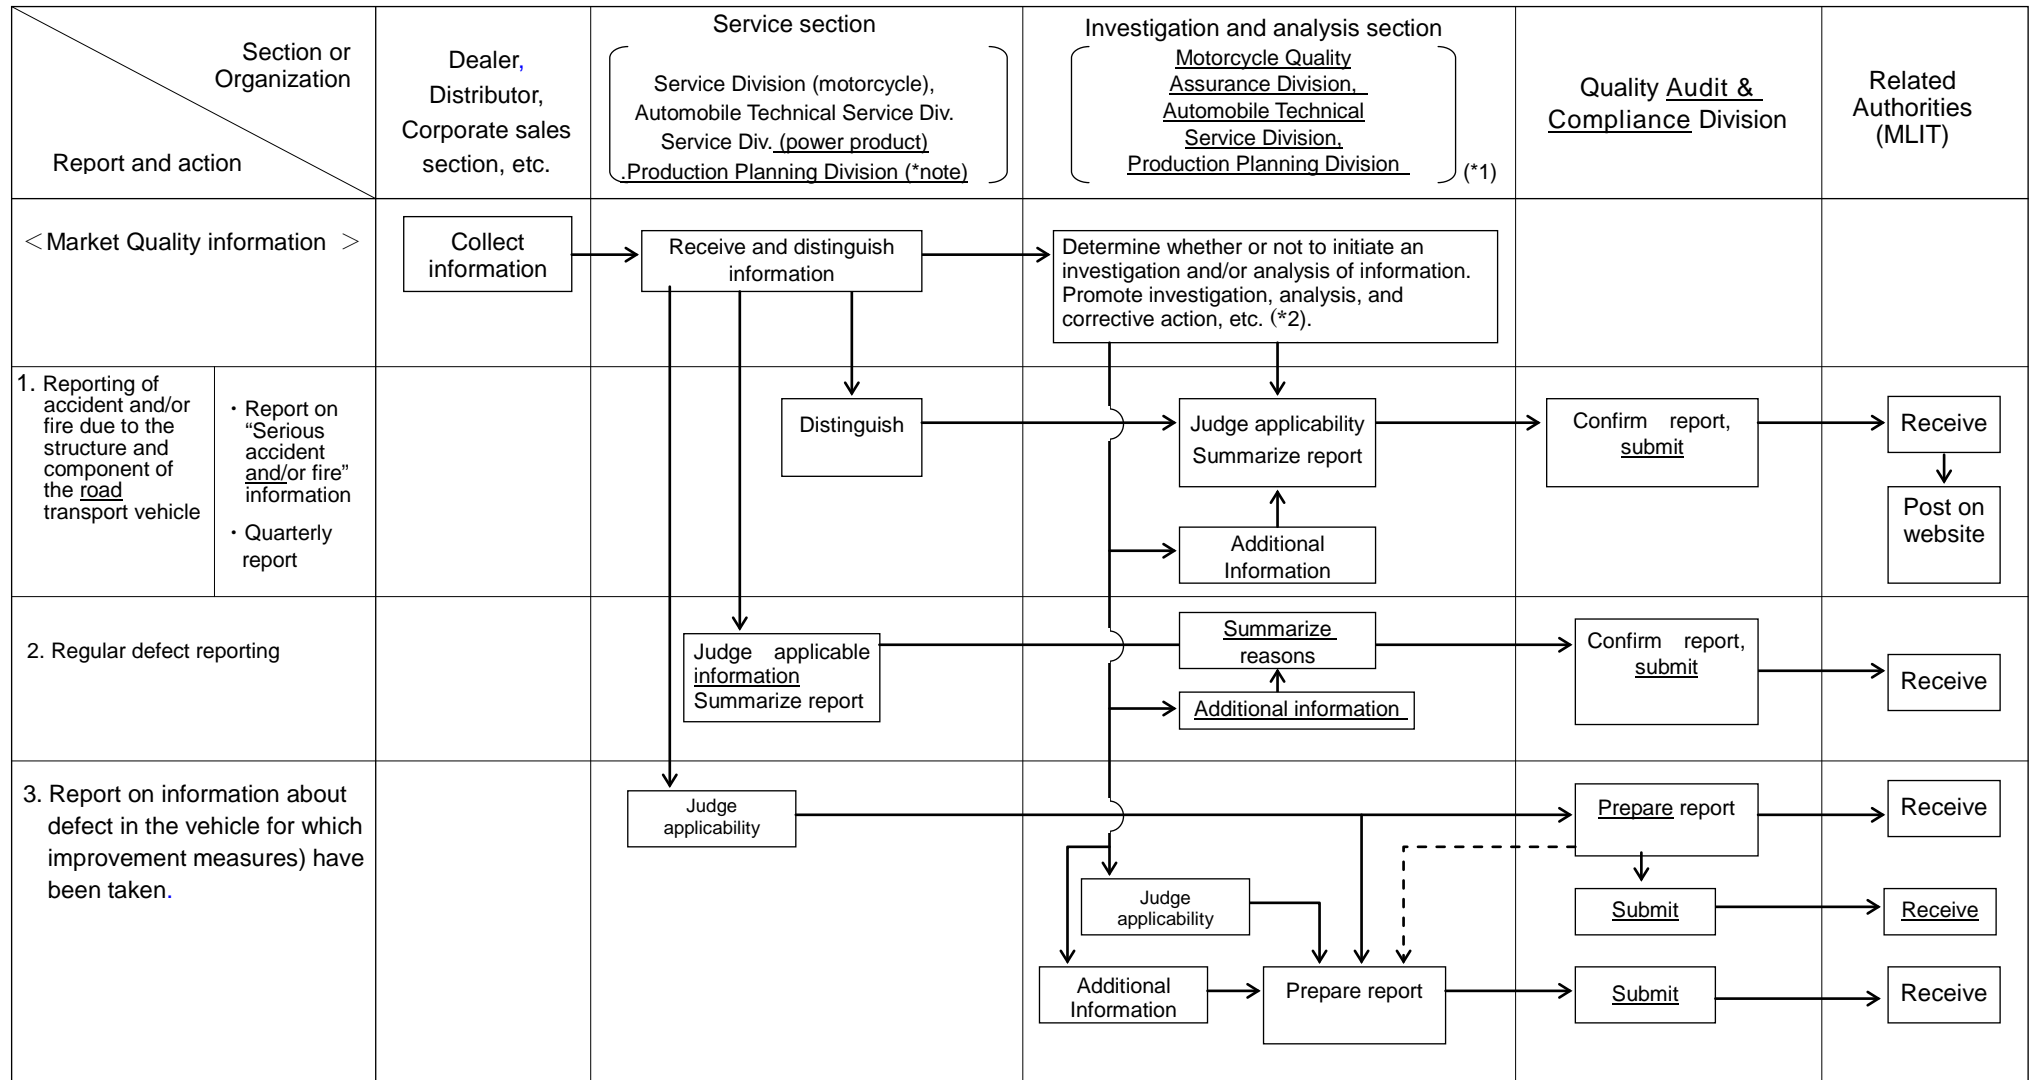 Section or
Organization
Report and action
Dealer,
Distributor,
Corporate sales
section, etc.
Service section
Service Division (motorcycle),
Automobile Technical Service Div.
Service Div. (power product)
.Production Planning Division (*note)
Investigation and analysis section
Motorcycle Quality
Assurance Division,
Automobile Technical
Service Division,
Production Planning Division
(*1)
Quality Audit &
Compliance Division
Related
Authorities
(MLIT)
＜Market Quality information ＞
Collect
information
Receive and distinguish
information
Determine whether or not to initiate an
investigation and/or analysis of information.
Promote investigation, analysis, and
corrective action, etc. (*2).
1. Reporting of
accident and/or
fire due to the
structure and
component of
the road
transport vehicle
・Report on
“Serious
accident
and/or fire”
information
・Quarterly
report
Distinguish
Judge applicability
Summarize report
Additional
Information
Confirm report,
submit
Receive
Post on
website
2. Regular defect reporting
Judge applicable
information
Summarize report
Summarize
reasons
Additional information
Confirm report,
submit
Receive
3. Report on information about
defect in the vehicle for which
improvement measures) have
been taken.
Judge
applicability
Judge
applicability
Additional
Information
Prepare report
Prepare report
Submit
Submit
Receive
Receive
Receive